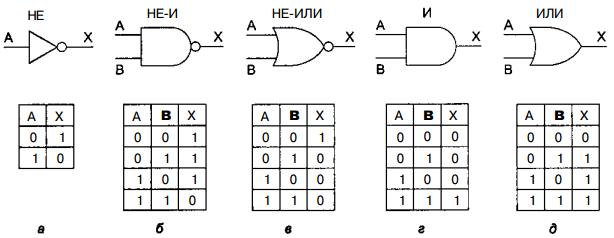 НЕ НЕ-И НЕ-ИЛИ И ИЛИ
A X A B X A B X A B X A B X
A X A B X A B X A B X A B X
0 1 0 0 1 0 0 1 0 0 0 0 0 0
1 0 0 1 1 0 1 0 0 1 0 0 1 1
1 0 1 1 0 0 1 0 0 1 0 1
1 1 0 1 1 0 1 1 1 1 1 1
а б в г д